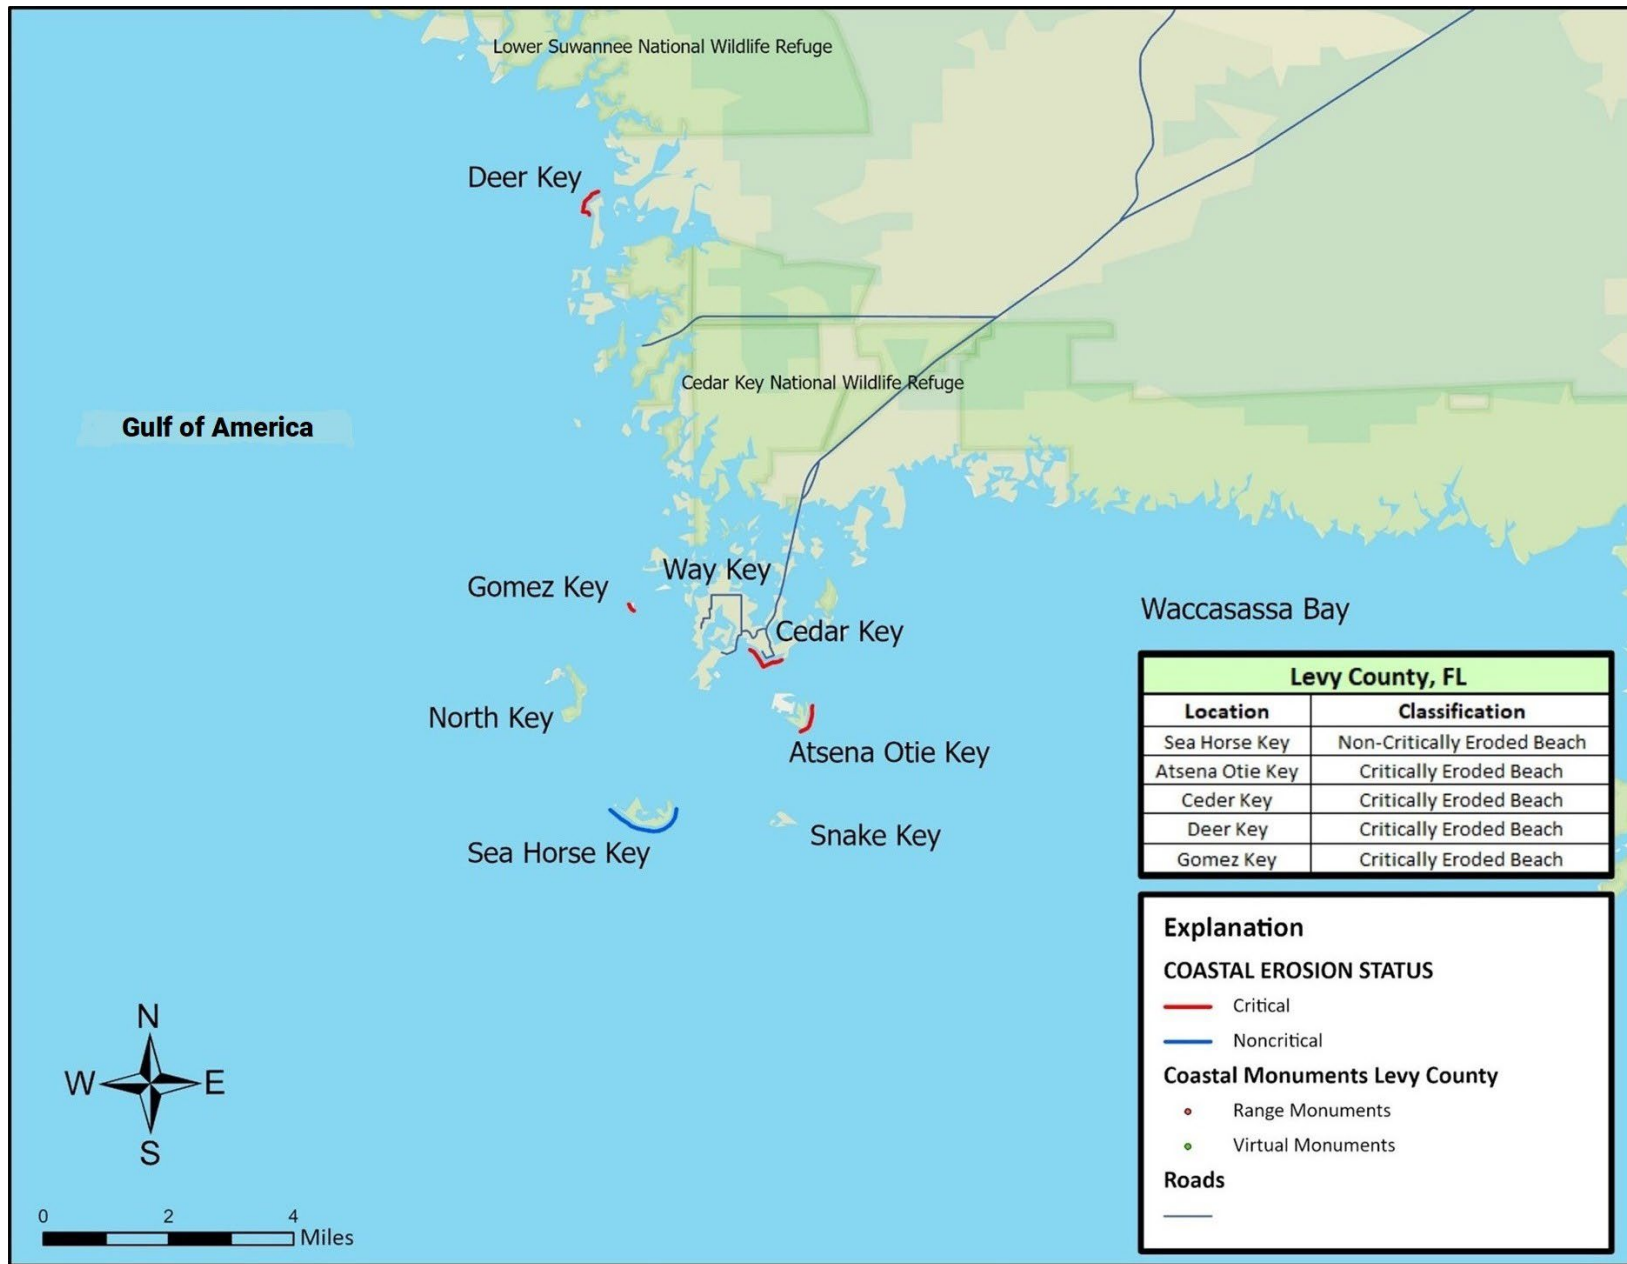 Lower Suwannee National Wildlife Refuge
Deer Key
Cedar Key National Wildlife Refuge
Gulf of America
Way Key
Gomez Key
Waccasassa Bay
Cedar Key
North Key
Atsena Otie Key
Snake Key
Sea Horse Key
Levy County, FL
Location Classification
Sea Horse Key Non-Critically Eroded Beach
Atsena Otie Key Critically Eroded Beach
Ceder Key Critically Eroded Beach
Deer Key Critically Eroded Beach
Gomez Key Critically Eroded Beach
Explanation
COASTAL EROSION STATUS
Critical
Noncritical
Coastal Monuments Levy County
Range Monuments
Virtual Monuments
Roads
N
W E
S
0 2 4
Miles